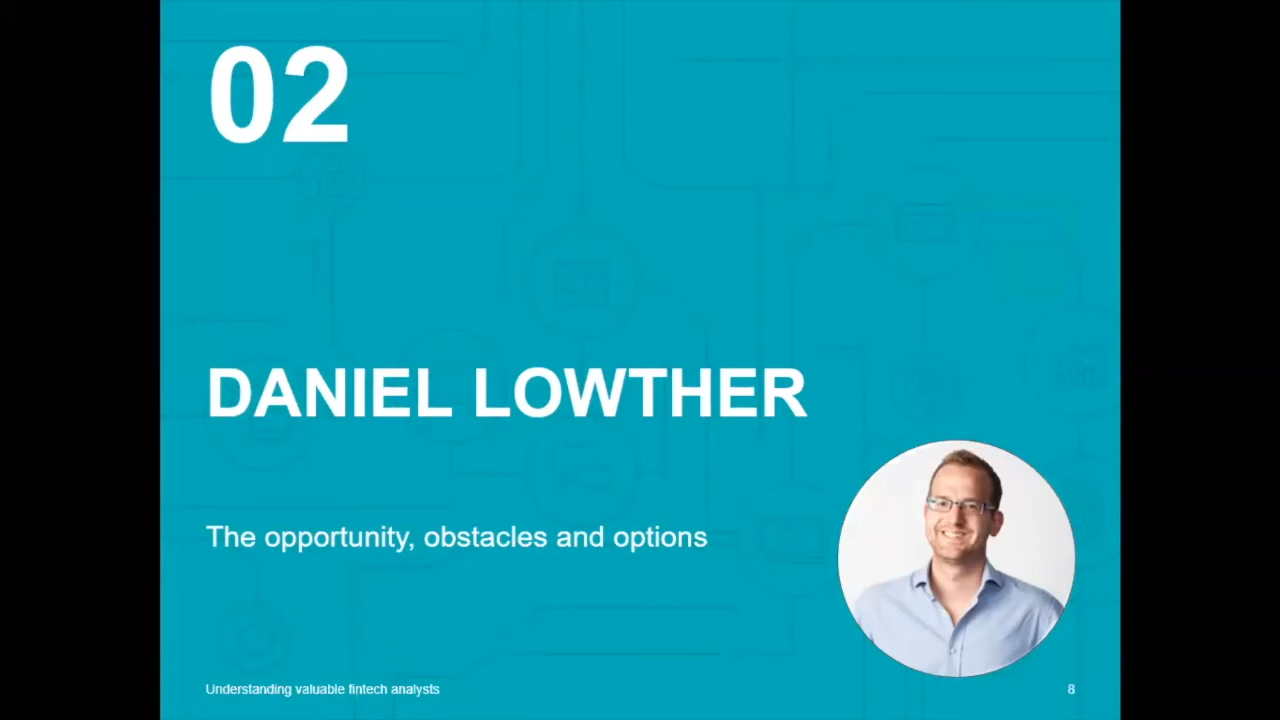 02
DANIEL LOWTHER
The opportunity, obstacles and options
Understanding valuable fintech analysts
8